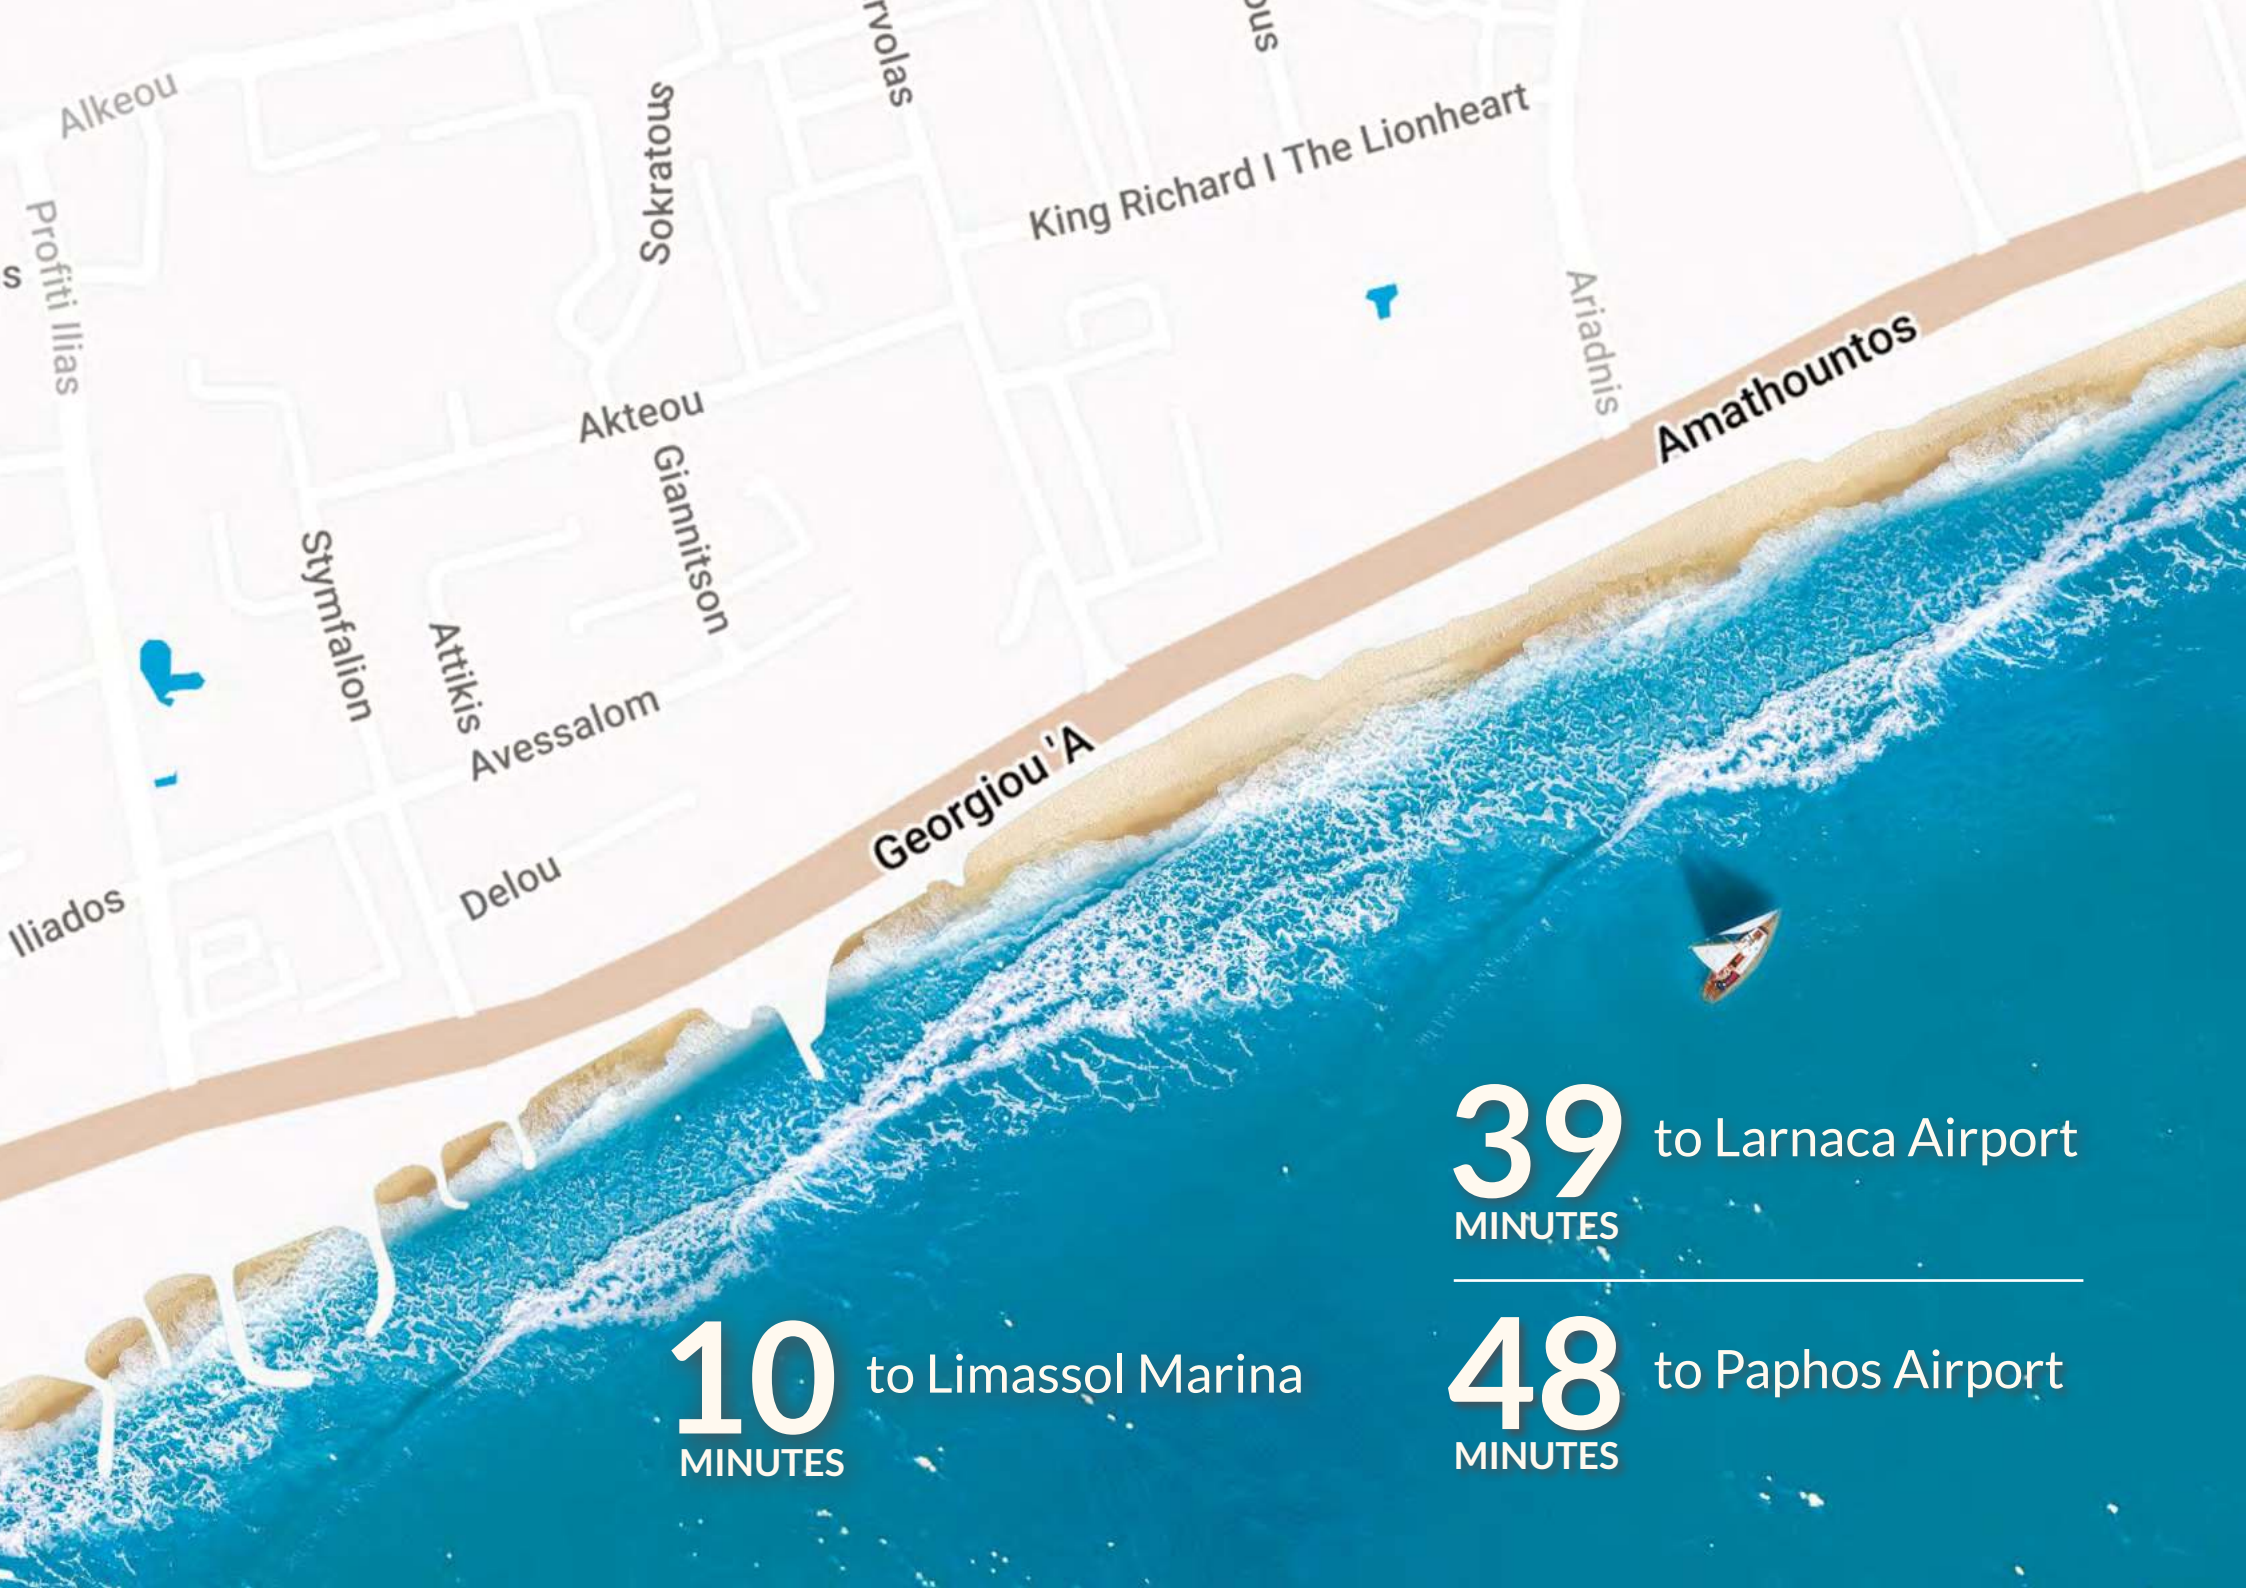 Alkeou
Sokratous
King Richard I The Lionheart
Profiti Ilias
Ariadnis
Amathountos
Akteou
Giannitson
Stymfalion
Attikis
Avessalom
Georgiou 'A
Delou
Iliados
39
MINUTES
to Larnaca Airport
10
MINUTES
to Limassol Marina
48
MINUTES
to Paphos Airport